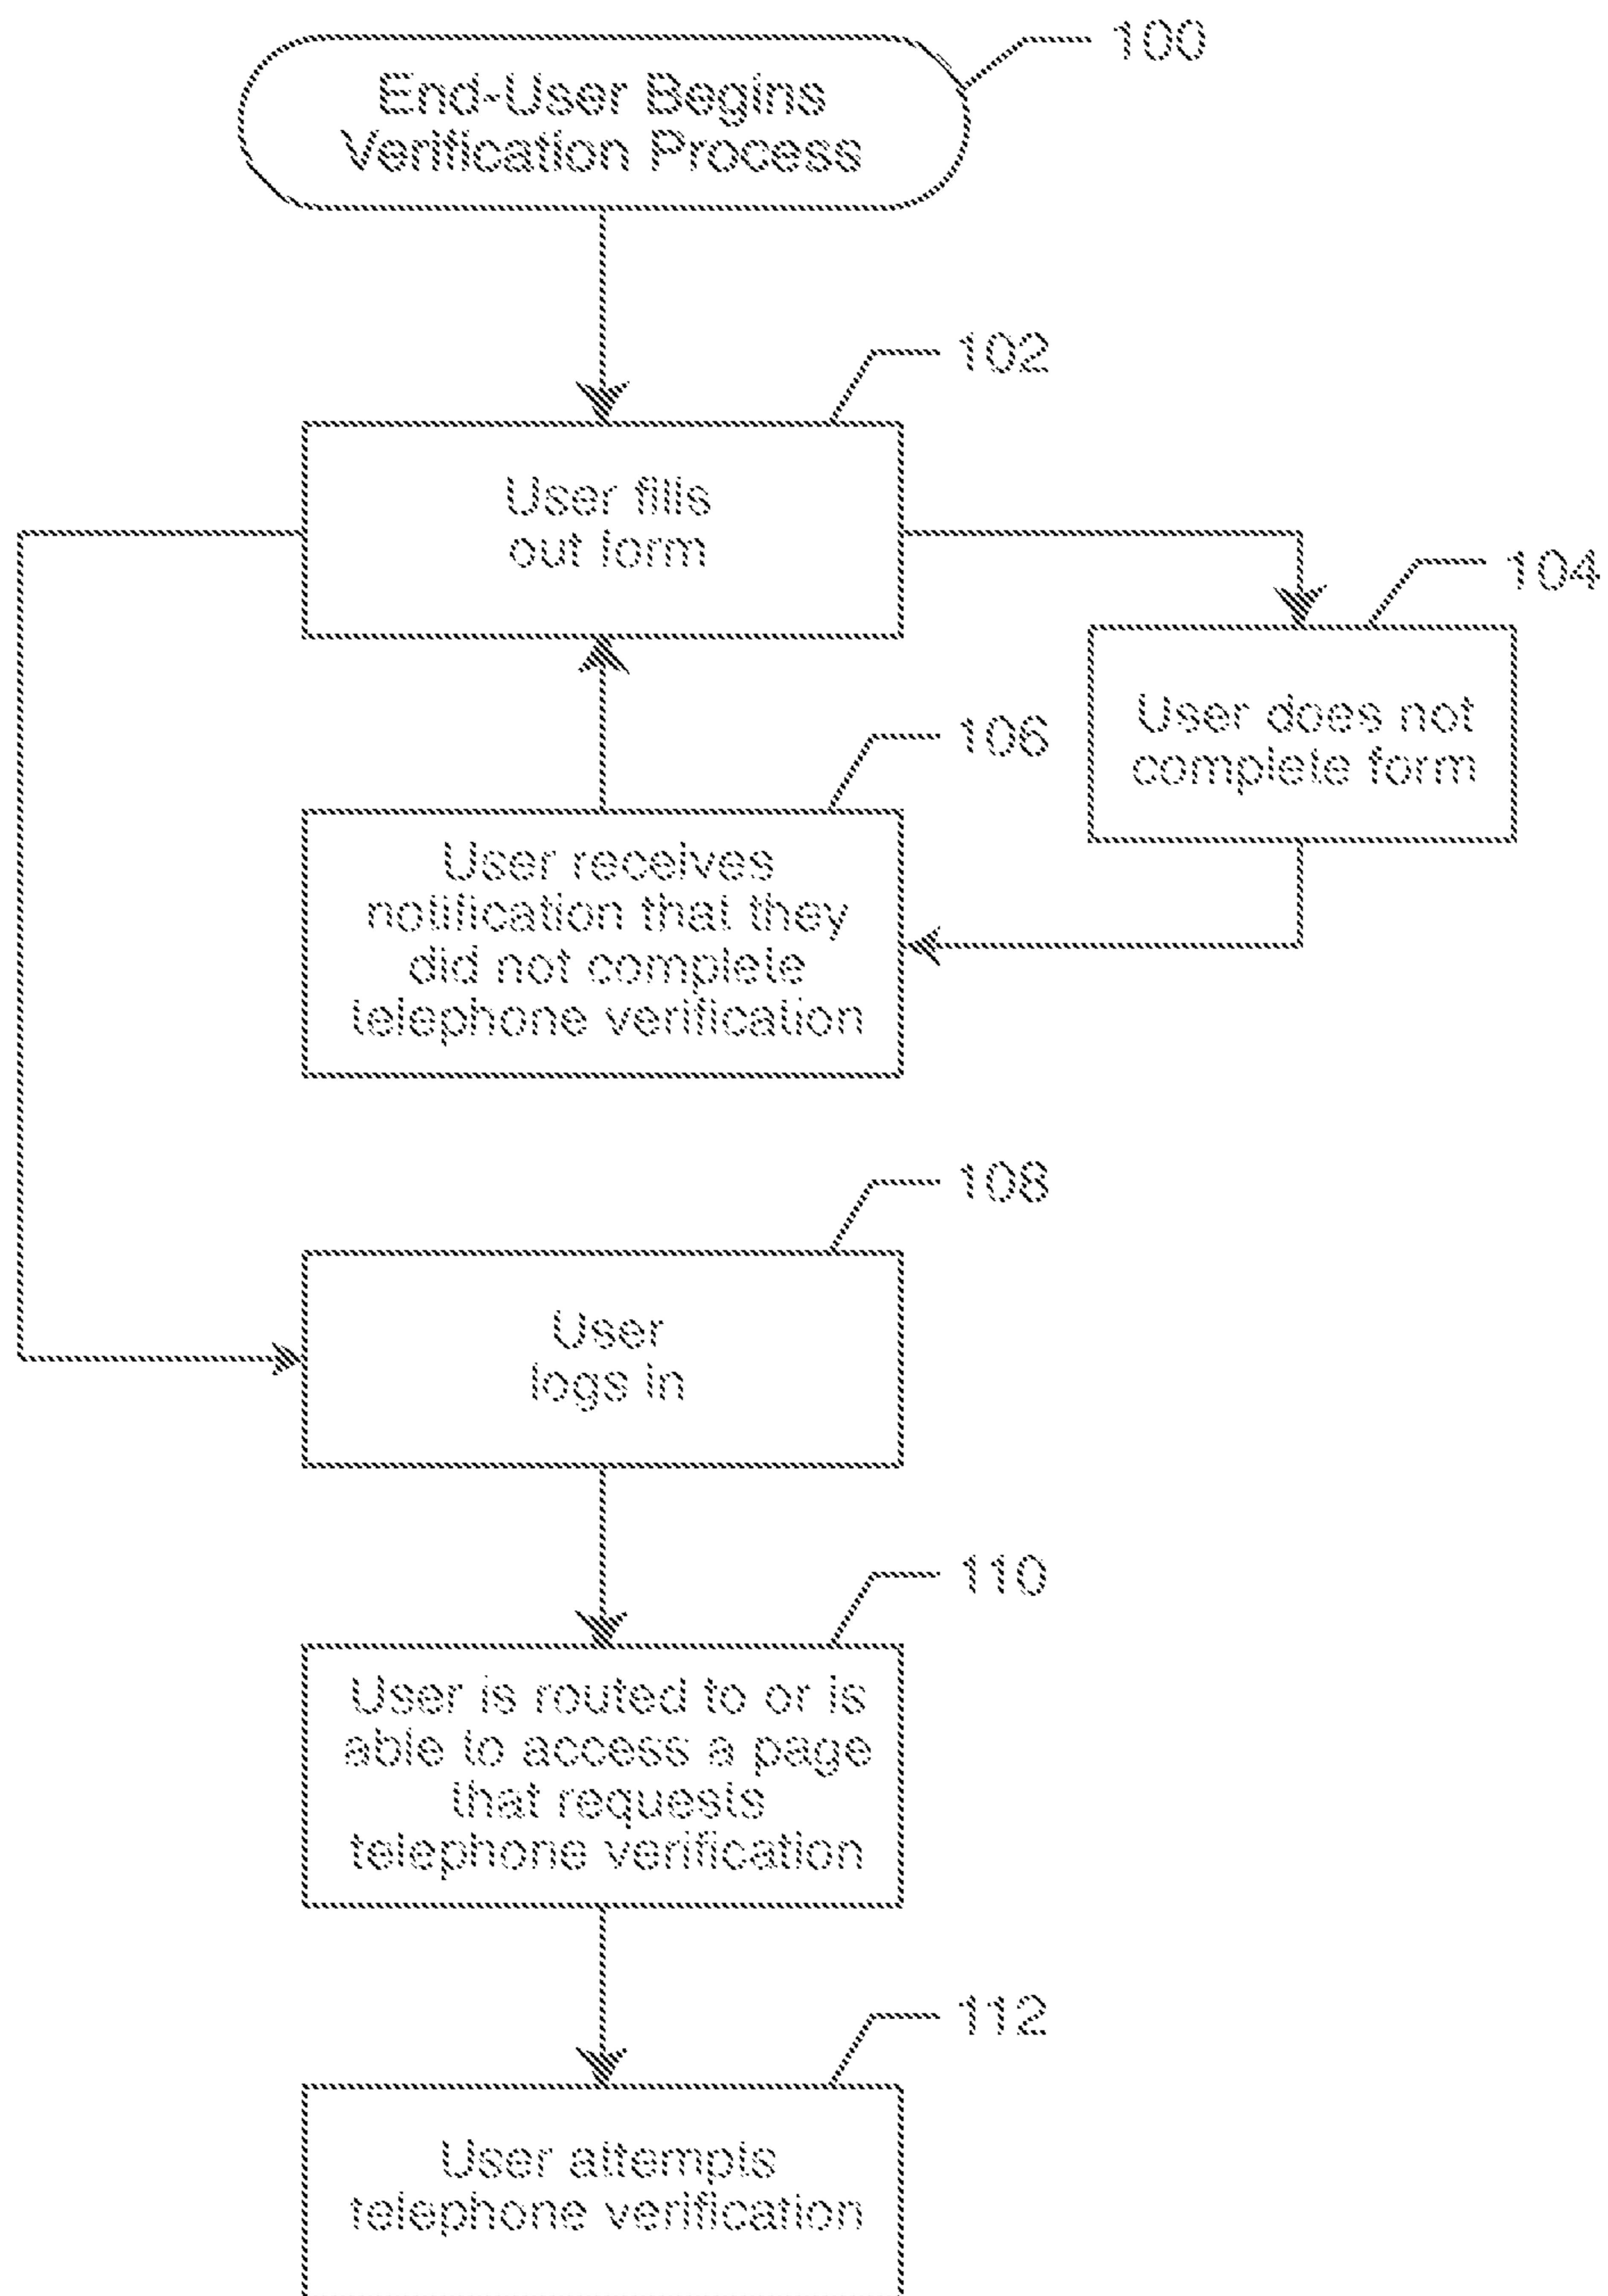 100
End-User Begins
Verification Process
102
User fills
out form
104
User does not
complete form
106
User receives
notification that they
did not complete
telephone verification
108
User
logs in
110
User is routed to or is
able to access a page
that requests
telephone verification
112
User attempts
telephone verification